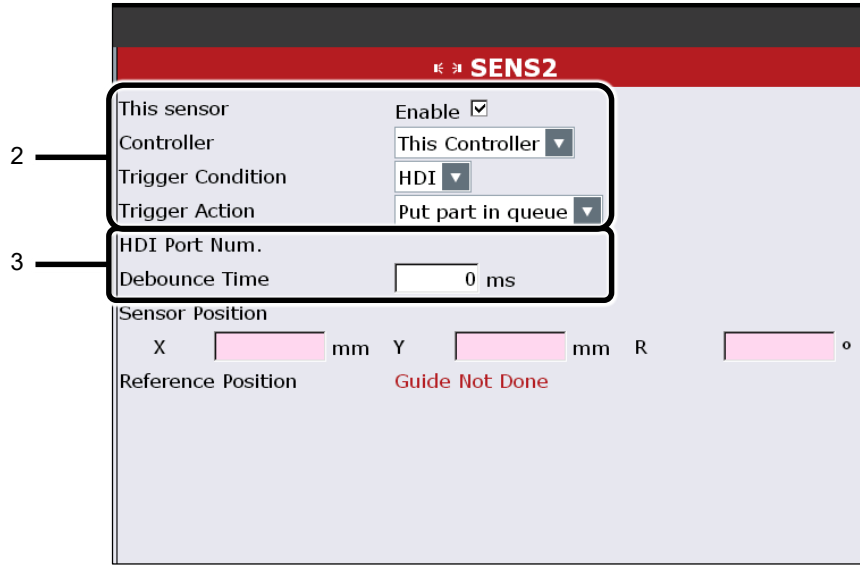 SENS2
This sensor Enable
Controller This Controller
Trigger Condition HDI
Trigger Action Put part in queue
HDI Port Num.
Debounce Time 0 ms
Sensor Position
X mm Y mm R °
Reference Position Guide Not Done
2
3